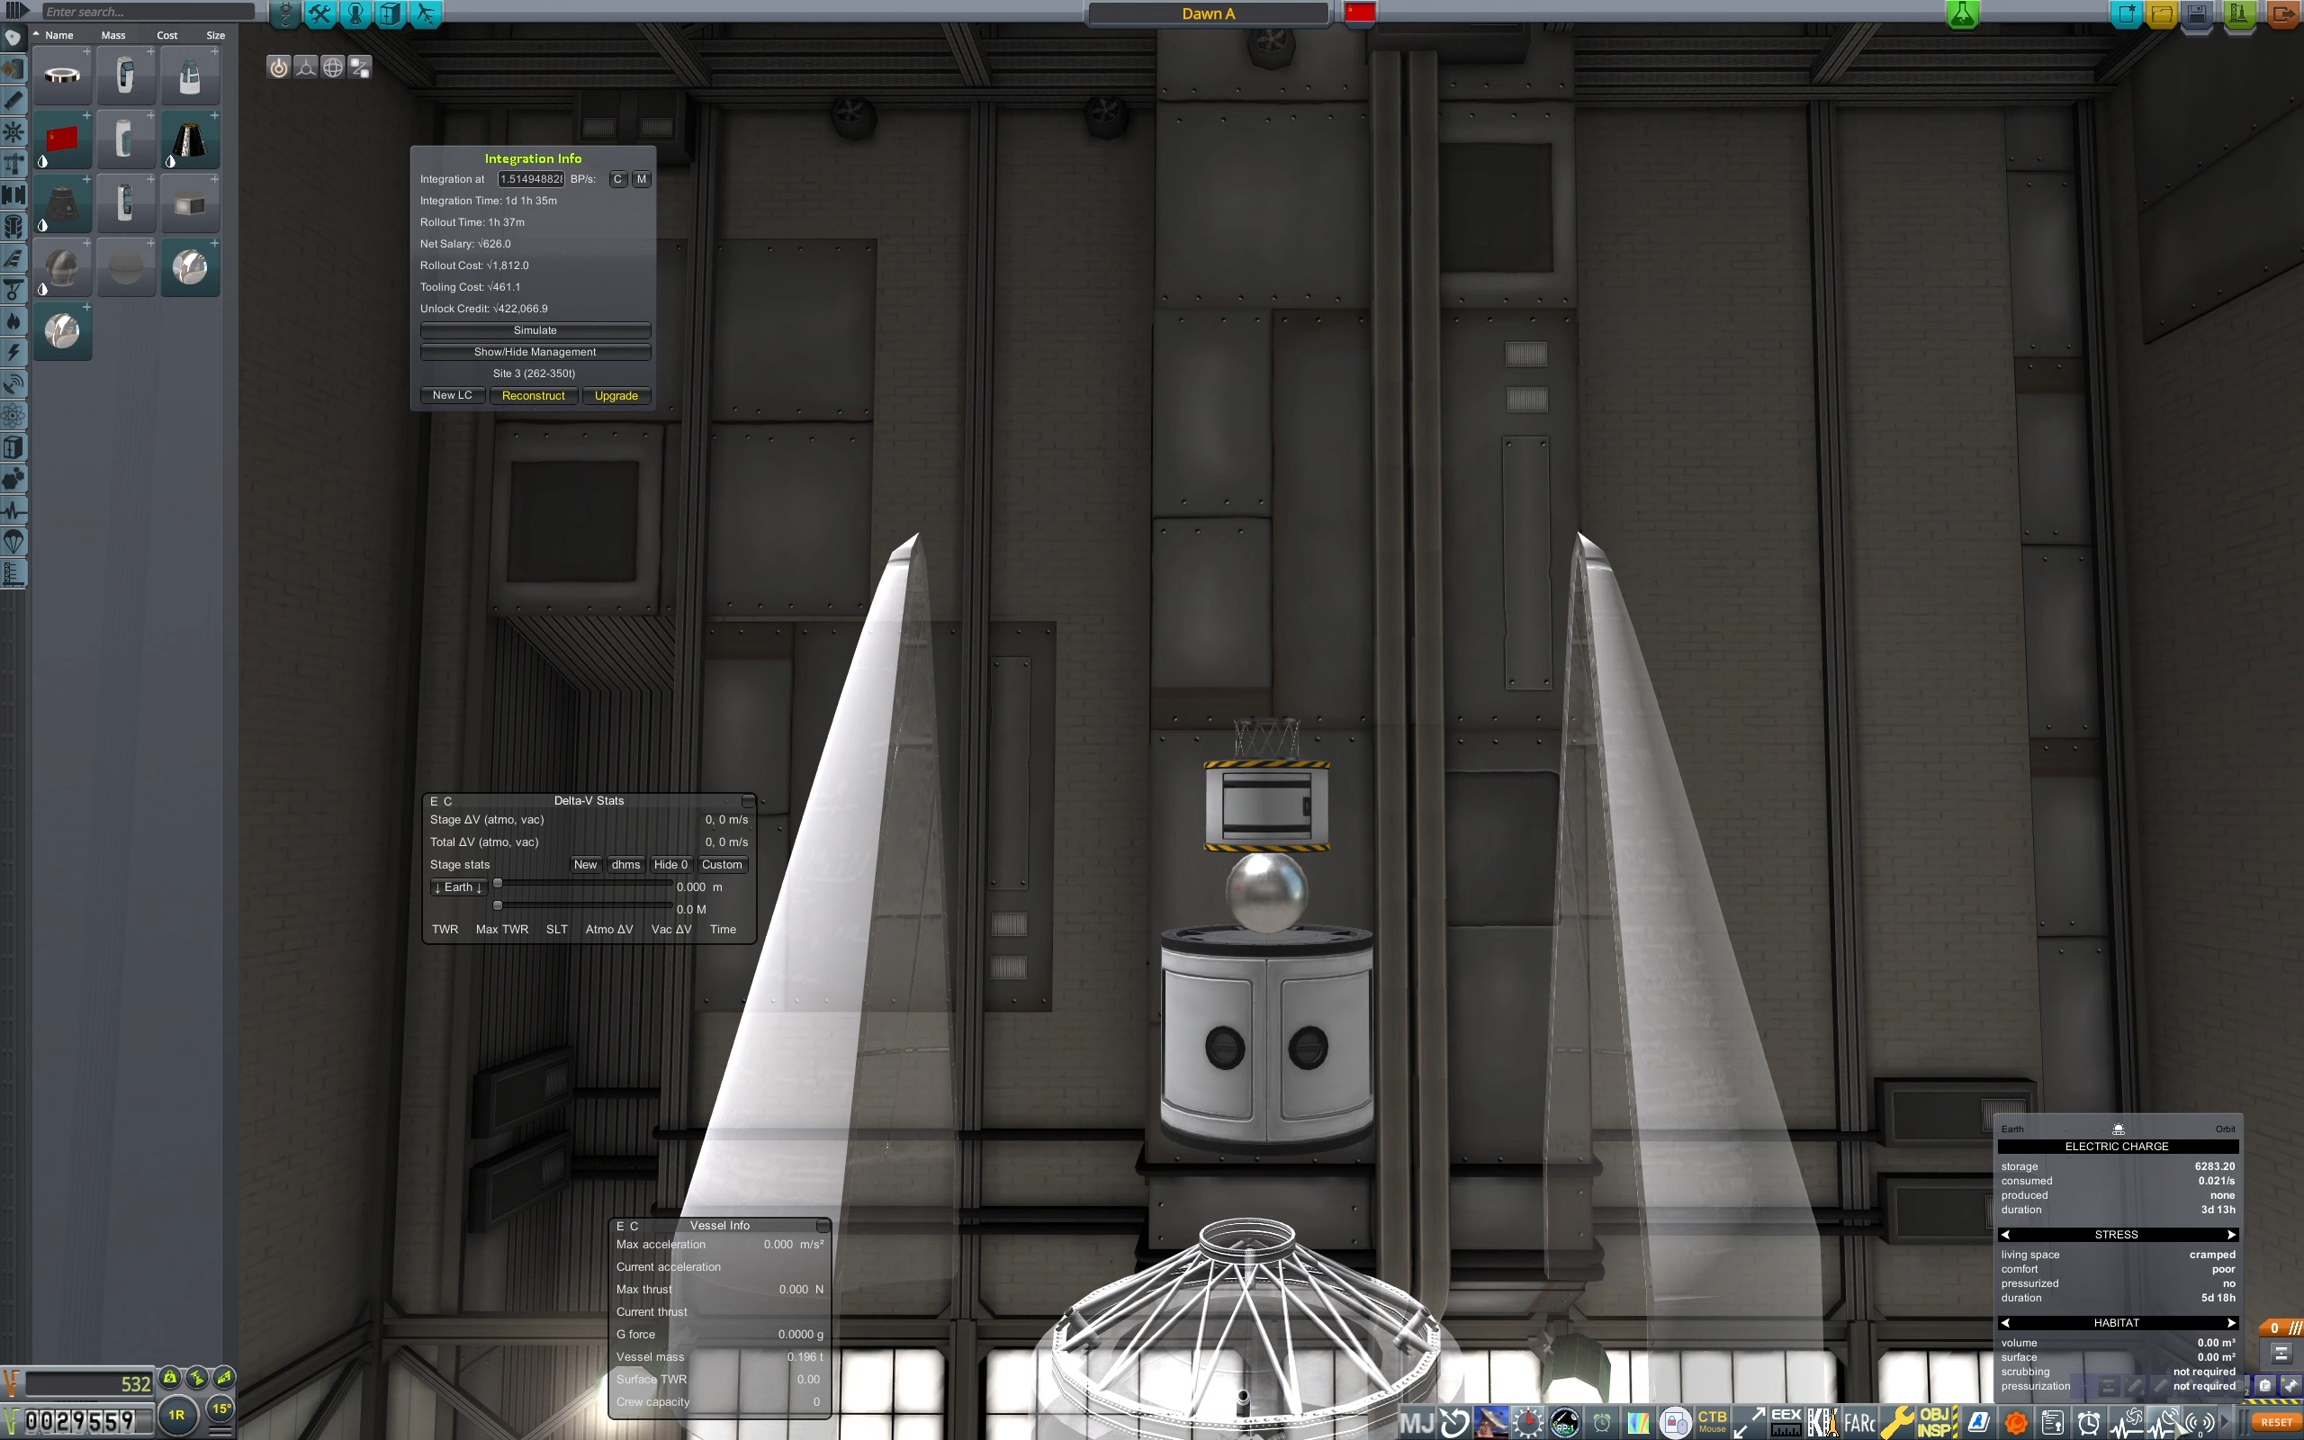 Enter search...
Dawn A
Name Mass Cost Size
Integration Info
Integration at 1.514948828 BP/s: C M
Integration Time: 1d 1h 35m
Rollout Time: 1h 37m
Net Salary: √626.0
Rollout Cost: √1,812.0
Tooling Cost: √461.1
Unlock Credit: √422,066.9
Simulate
Show/Hide Management
Site 3 (262-350t)
New LC Reconstruct Upgrade
E C Delta-V Stats
Stage ΔV (atmo, vac) 0, 0 m/s
Total ΔV (atmo, vac) 0, 0 m/s
Stage stats New dhms Hide 0 Custom
↓ Earth ↓ 0.000 m
0.0 M
TWR Max TWR SLT Atmo ΔV Vac ΔV Time
E C Vessel Info
Max acceleration 0.000 m/s²
Current acceleration
Max thrust 0.000 N
Current thrust
G force 0.0000 g
Vessel mass 0.196 t
Surface TWR 0.00
Crew capacity 0
Earth Orbit
ELECTRIC CHARGE
storage 6283.20
consumed 0.021/s
produced none
duration 3d 13h
STRESS
living space cramped
comfort poor
pressurized no
duration 5d 18h
HABITAT
volume 0.00 m³
surface 0.00 m²
scrubbing not required
pressurization not required
0
532
0029559
1R
15°
MJ
CTB
Mouse
EEX
FARc
OBJ
INSP
RESET